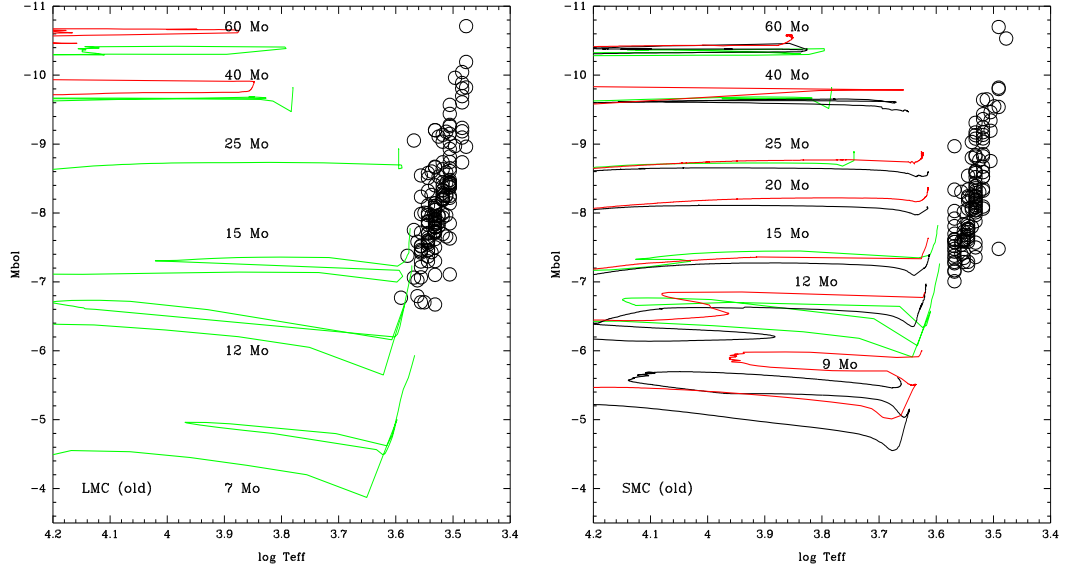 -11
-10
-9
-8
-7
-6
-5
-4
Mbol
60 Mo
40 Mo
25 Mo
15 Mo
12 Mo
7 Mo
LMC (old)
4.2
4.1
4
3.9
3.8
3.7
3.6
3.5
3.4
log Teff
-11
-10
-9
-8
-7
-6
-5
-4
Mbol
60 Mo
40 Mo
25 Mo
20 Mo
15 Mo
12 Mo
9 Mo
SMC (old)
4.2
4.1
4
3.9
3.8
3.7
3.6
3.5
3.4
log Teff